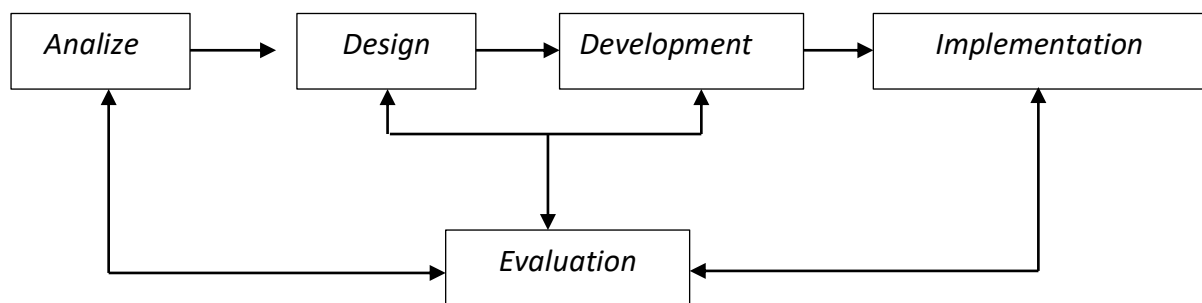 Analize
Design
Development
Implementation
Evaluation